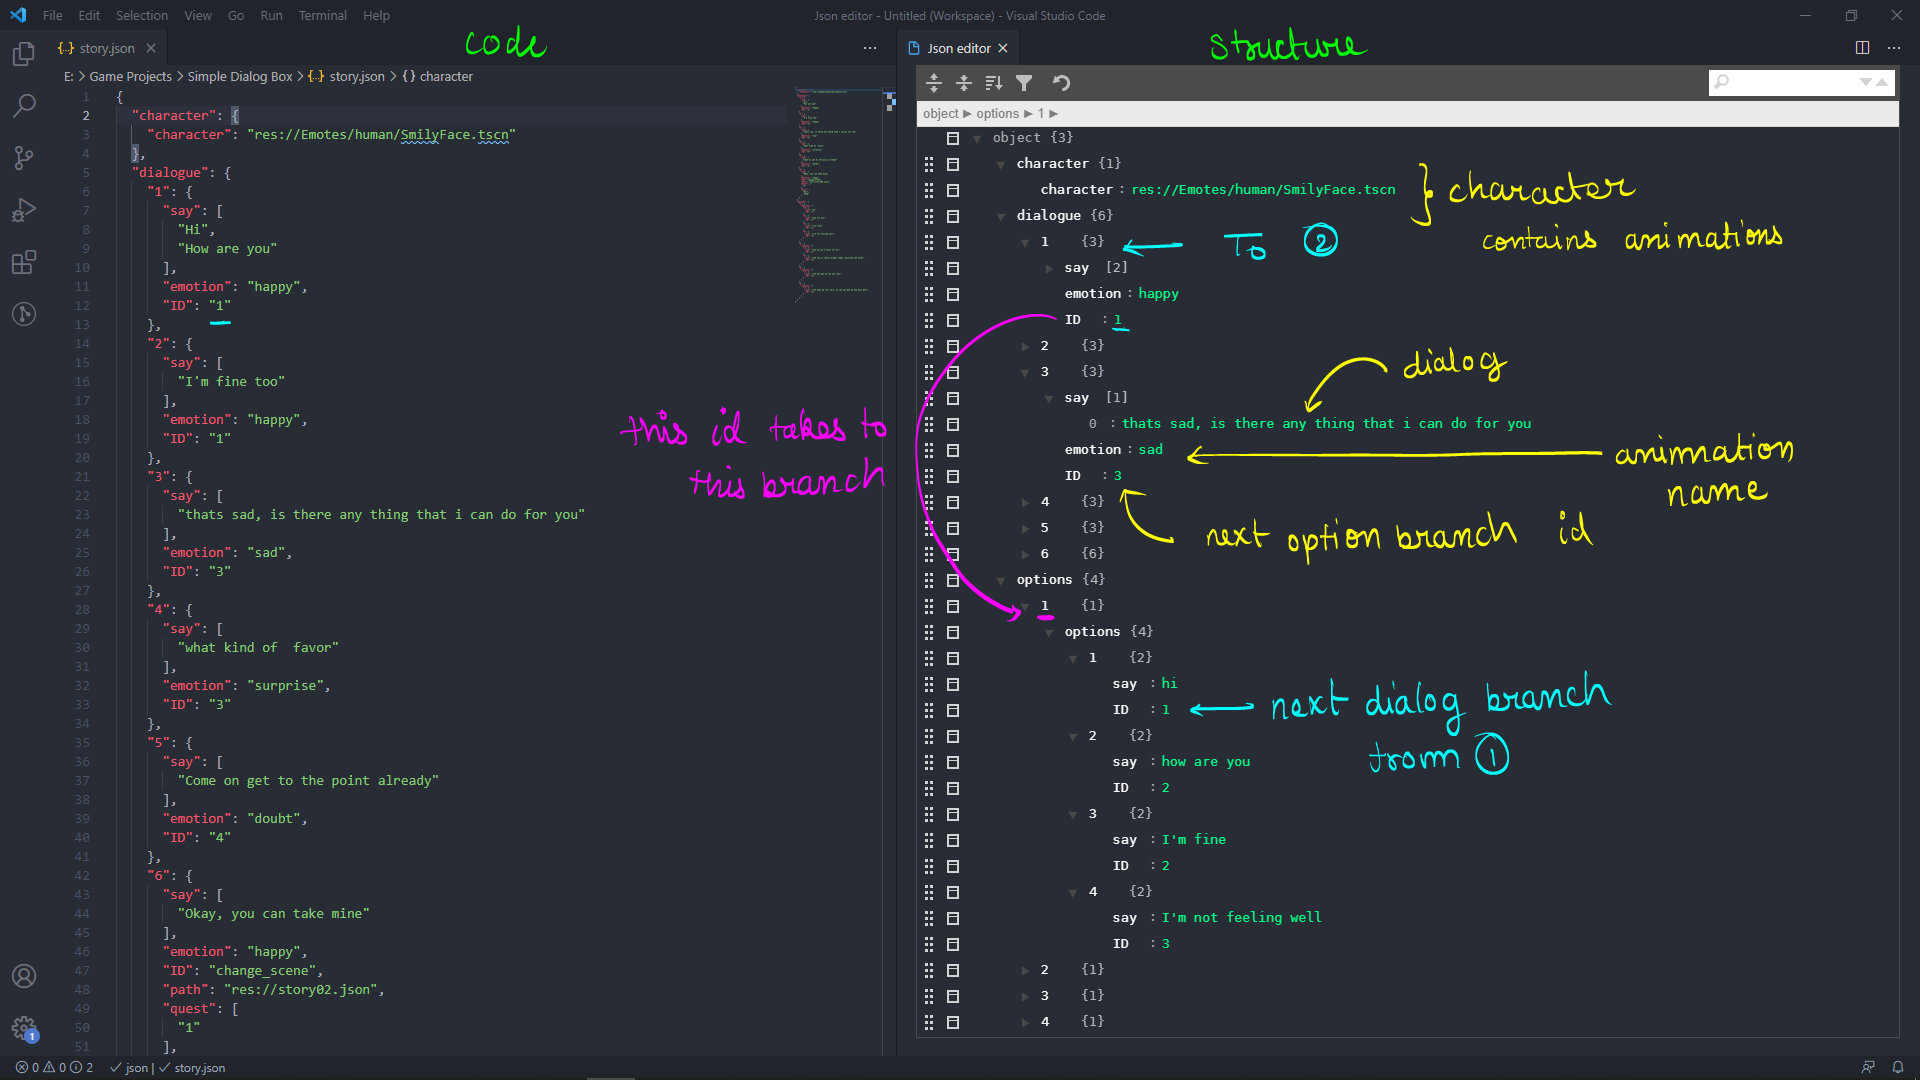 File Edit Selection View Go Run Terminal Help
Json editor - Untitled (Workspace) - Visual Studio Code
story.json
code
E: > Game Projects > Simple Dialog Box > {..} story.json > {} character
1 {
2 "character": {
3 "character": "res://Emotes/human/SmilyFace.tscn"
4 },
5 "dialogue": {
6 "1": {
7 "say": [
8 "Hi",
9 "How are you"
10 ],
11 "emotion": "happy",
12 "ID": "1"
13 },
14 "2": {
15 "say": [
16 "I'm fine too"
17 ],
18 "emotion": "happy",
19 "ID": "1"
20 },
21 "3": {
22 "say": [
23 "thats sad, is there any thing that i can do for you"
24 ],
25 "emotion": "sad",
26 "ID": "3"
27 },
28 "4": {
29 "say": [
30 "what kind of  favor"
31 ],
32 "emotion": "surprise",
33 "ID": "3"
34 },
35 "5": {
36 "say": [
37 "Come on get to the point already"
38 ],
39 "emotion": "doubt",
40 "ID": "4"
41 },
42 "6": {
43 "say": [
44 "Okay, you can take mine"
45 ],
46 "emotion": "happy",
47 "ID": "change_scene",
48 "path": "res://story02.json",
49 "quest": [
50 "1"
51 ],
this id takes to
this branch
Json editor
structure
object ▶ options ▶ 1 ▶
object {3}
character {1}
character : res://Emotes/human/SmilyFace.tscn
} character
contains animations
dialogue {6}
1 {3}
To ②
say [2]
emotion : happy
ID : 1
2 {3}
3 {3}
dialog
say [1]
0 : thats sad, is there any thing that i can do for you
emotion : sad
animation
name
ID : 3
next option branch id
4 {3}
5 {3}
6 {6}
options {4}
1 {1}
options {4}
1 {2}
say : hi
ID : 1
next dialog branch
from ①
2 {2}
say : how are you
ID : 2
3 {2}
say : I'm fine
ID : 2
4 {2}
say : I'm not feeling well
ID : 3
2 {1}
3 {1}
4 {1}
1
0 0 2 json | story.json